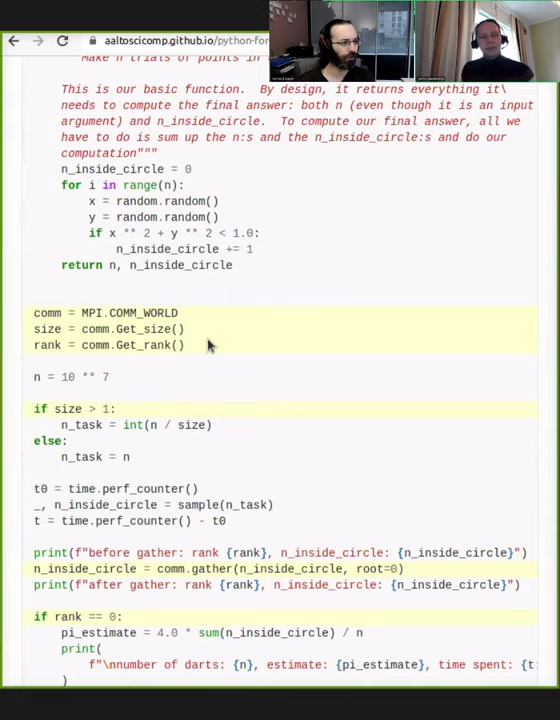 aaltoscicomp.github.io/python-for
Make n trials of points in
This is our basic function.  By design, it returns everything it\
needs to compute the final answer: both n (even though it is an input
argument) and n_inside_circle.  To compute our final answer, all we
have to do is sum up the n:s and the n_inside_circle:s and do our
computation"""
n_inside_circle = 0
for i in range(n):
x = random.random()
y = random.random()
if x ** 2 + y ** 2 < 1.0:
n_inside_circle += 1
return n, n_inside_circle
comm = MPI.COMM_WORLD
size = comm.Get_size()
rank = comm.Get_rank()
n = 10 ** 7
if size > 1:
n_task = int(n / size)
else:
n_task = n
t0 = time.perf_counter()
_, n_inside_circle = sample(n_task)
t = time.perf_counter() - t0
print(f"before gather: rank {rank}, n_inside_circle: {n_inside_circle}")
n_inside_circle = comm.gather(n_inside_circle, root=0)
print(f"after gather: rank {rank}, n_inside_circle: {n_inside_circle}")
if rank == 0:
pi_estimate = 4.0 * sum(n_inside_circle) / n
print(
f"\nnumber of darts: {n}, estimate: {pi_estimate}, time spent: {t:
)